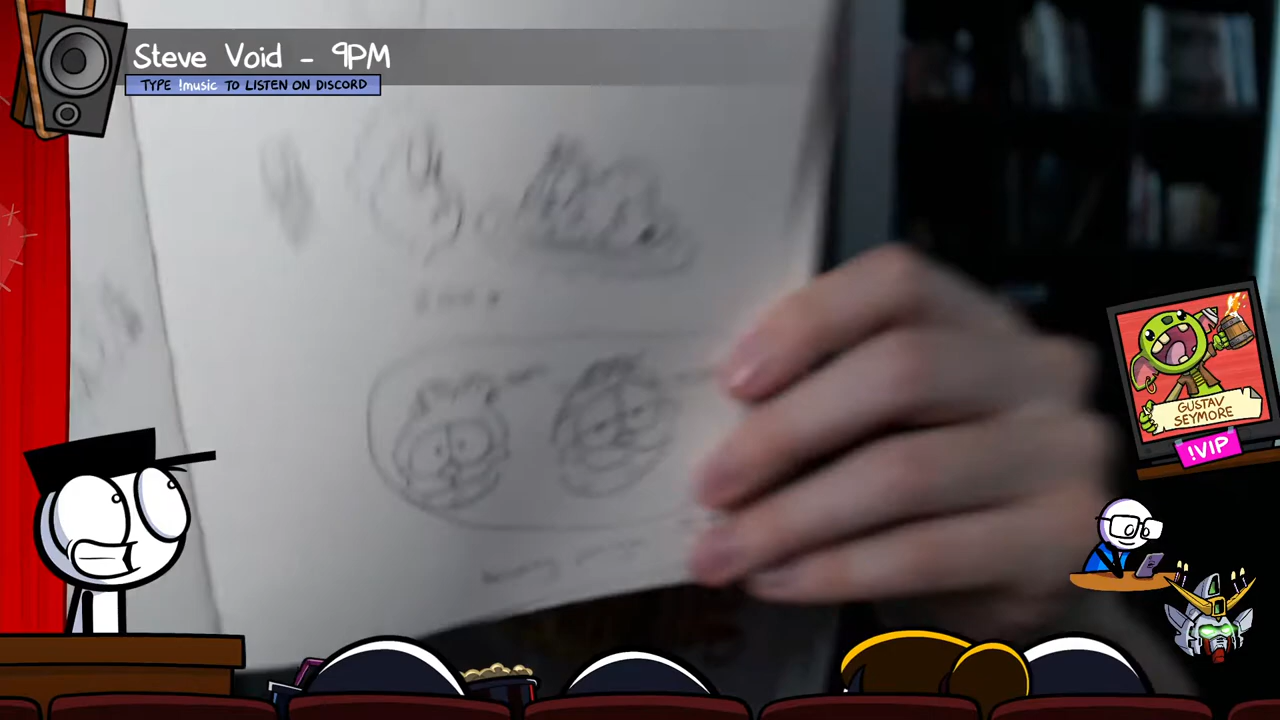 Steve Void - 9PM
TYPE !music TO LISTEN ON DISCORD
GUSTAV
SEYMORE
!VIP